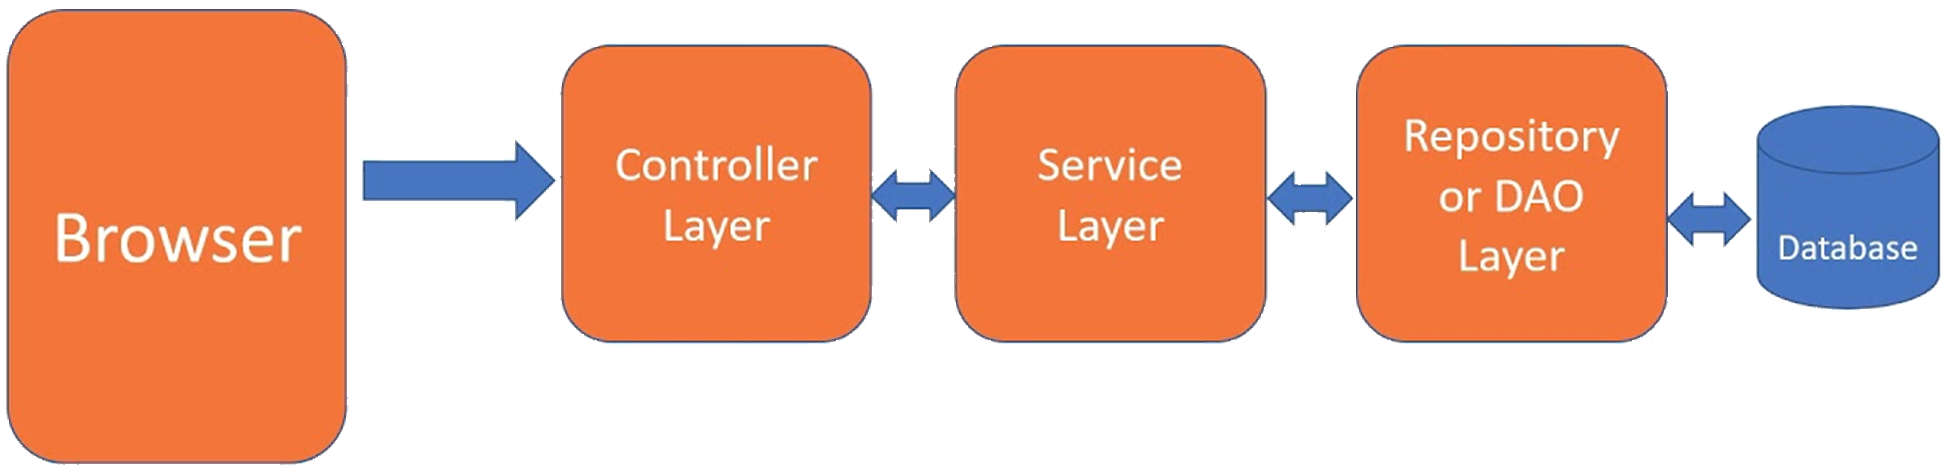 Browser
Controller
Layer
Service
Layer
Repository
or DAO
Layer
Database